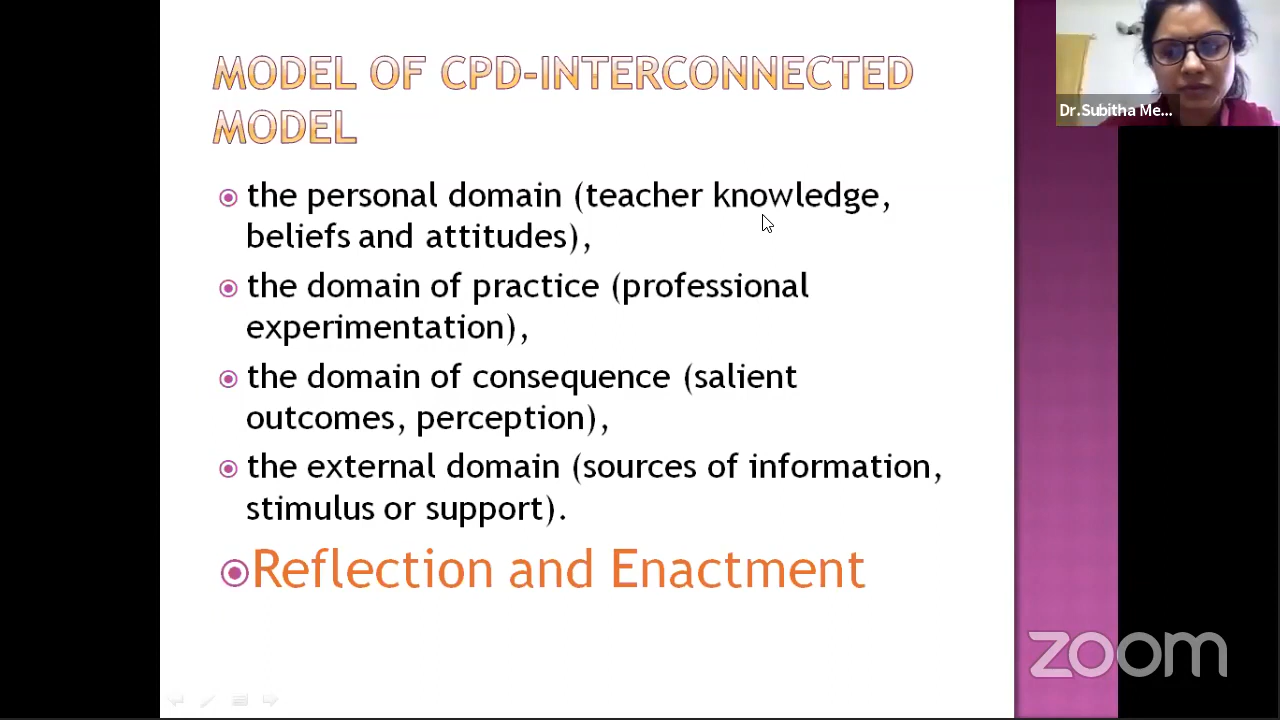 MODEL OF CPD-INTERCONNECTED
MODEL
the personal domain (teacher knowledge,
beliefs and attitudes),
the domain of practice (professional
experimentation),
the domain of consequence (salient
outcomes, perception),
the external domain (sources of information,
stimulus or support).
Reflection and Enactment
Dr.Subitha Me...
zoom